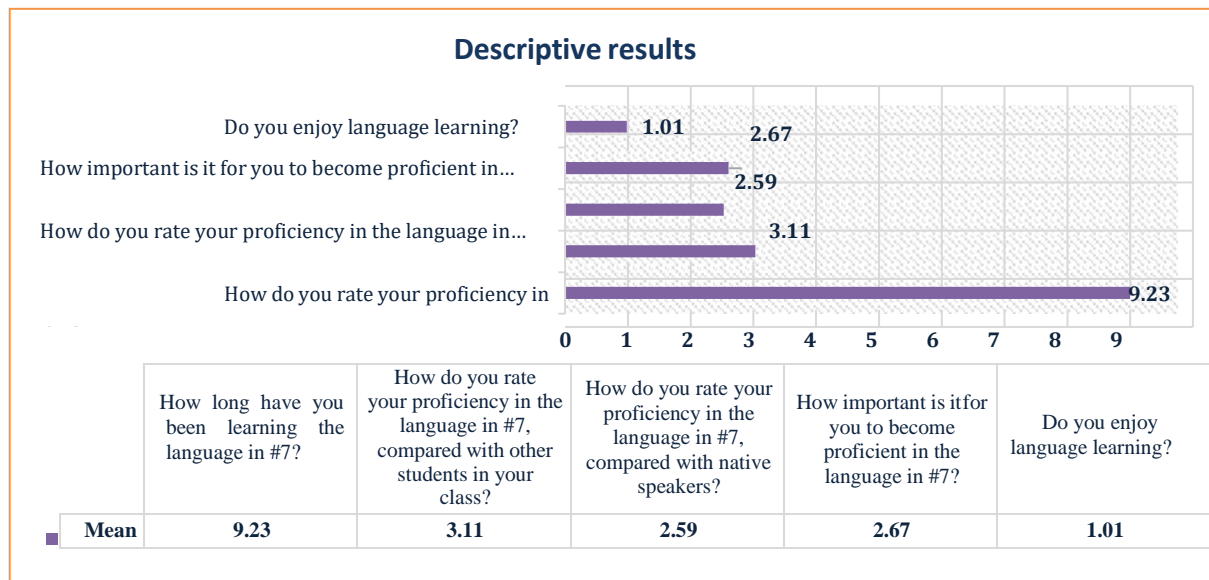 Descriptive results
Do you enjoy language learning?
1.01
2.67
How important is it for you to become proficient in…
2.59
How do you rate your proficiency in the language in…
3.11
How do you rate your proficiency in
9.23
0 1 2 3 4 5 6 7 8 9
How long have you
been learning the
language in #7?
How do you rate
your proficiency in the
language in #7,
compared with other
students in your
class?
How do you rate your
proficiency in the
language in #7,
compared with native
speakers?
How important is itfor
you to become
proficient in the
language in #7?
Do you enjoy
language learning?
Mean 9.23 3.11 2.59 2.67 1.01